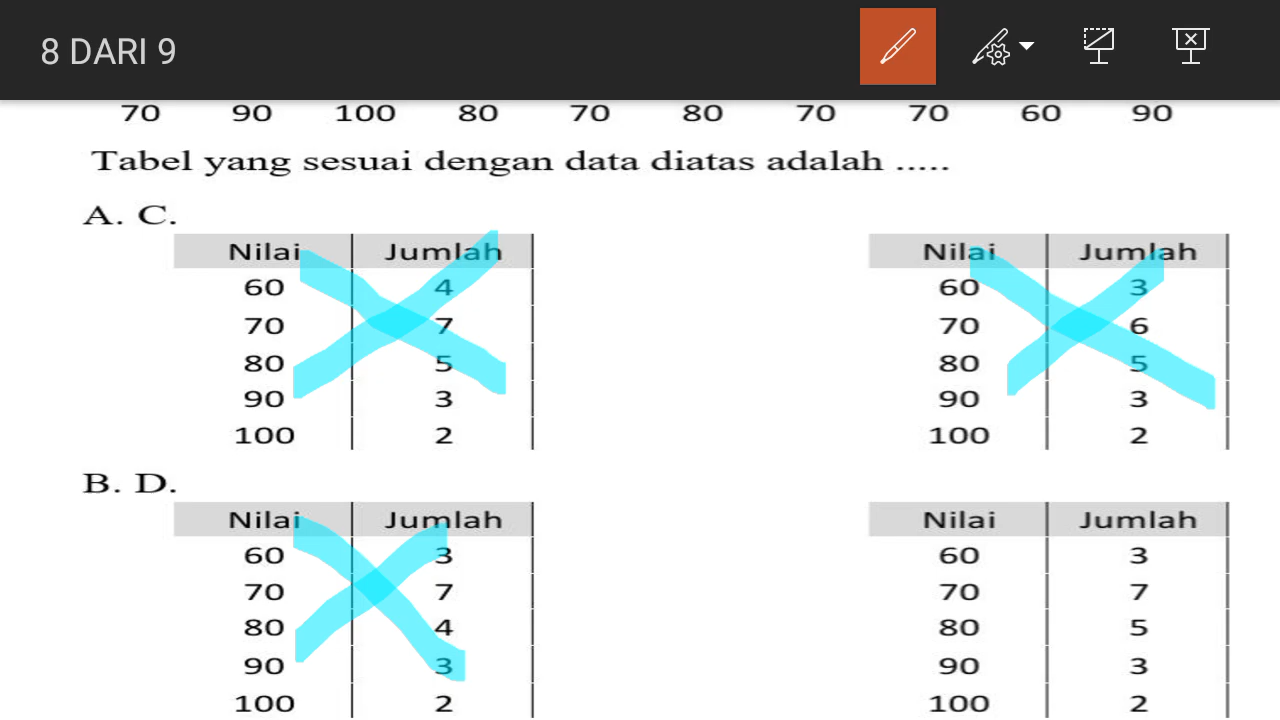 8 DARI 9
70 90 100 80 70 80 70 70 60 90
Tabel yang sesuai dengan data diatas adalah .....
A. C.
Nilai Jumlah
60 4
70 7
80 5
90 3
100 2
Nilai Jumlah
60 3
70 6
80 5
90 3
100 2
B. D.
Nilai Jumlah
60 3
70 7
80 4
90 3
100 2
Nilai Jumlah
60 3
70 7
80 5
90 3
100 2